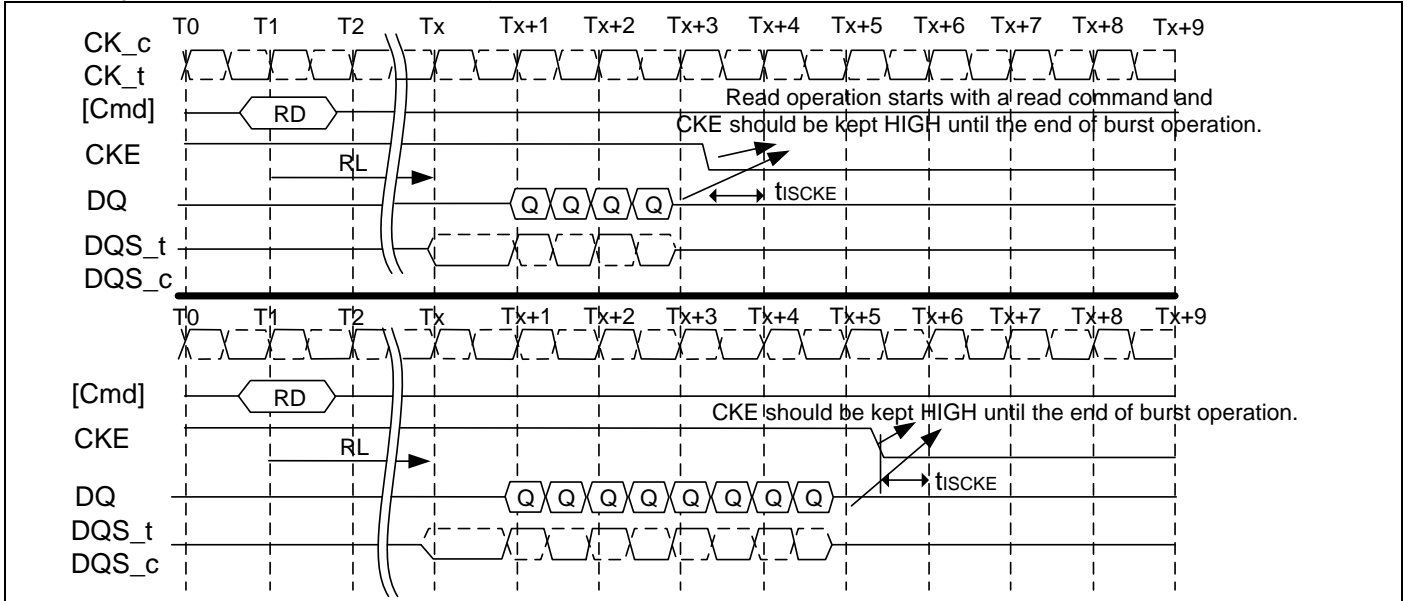 T0 T1 T2 Tx Tx+1 Tx+2 Tx+3 Tx+4 Tx+5 Tx+6 Tx+7 Tx+8 Tx+9
CK_c
CK_t
[Cmd] RD
Read operation starts with a read command and
CKE should be kept HIGH until the end of burst operation.
CKE
RL
tISCKE
DQ Q Q Q Q
DQS_t
DQS_c
T0 T1 T2 Tx Tx+1 Tx+2 Tx+3 Tx+4 Tx+5 Tx+6 Tx+7 Tx+8 Tx+9
[Cmd] RD
CKE should be kept HIGH until the end of burst operation.
CKE
RL
tISCKE
DQ Q Q Q Q Q Q Q Q
DQS_t
DQS_c